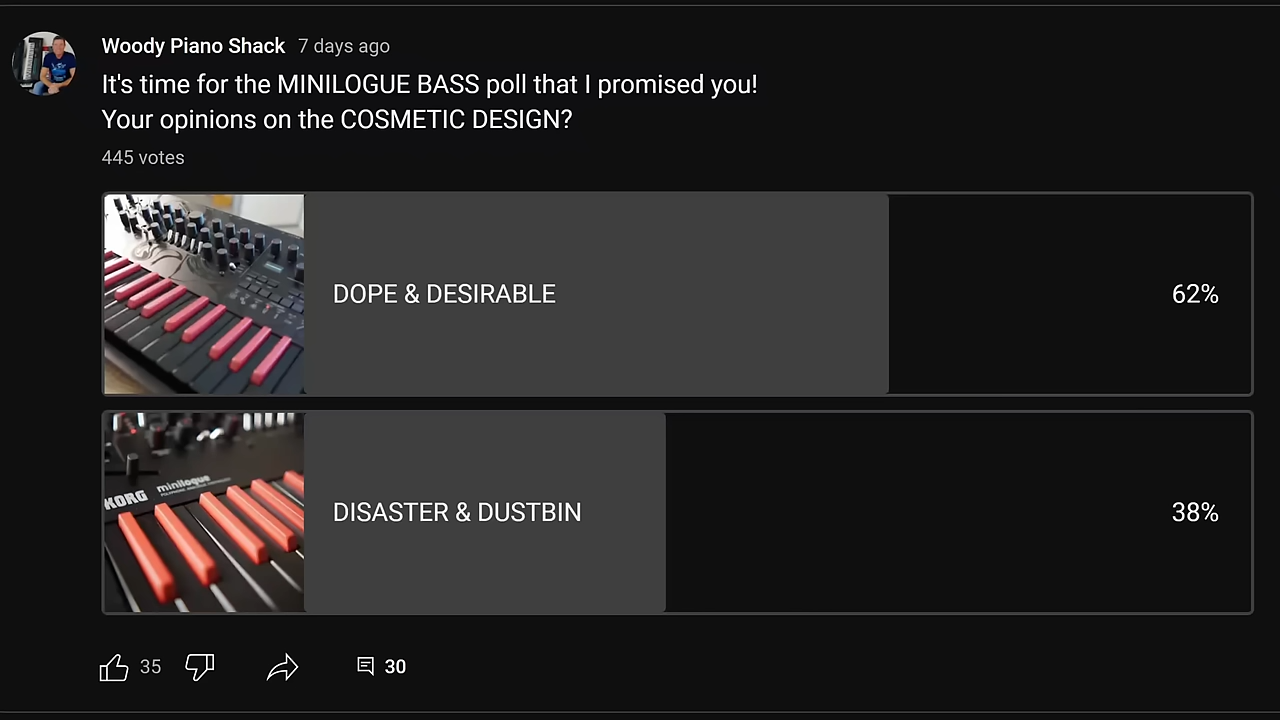 Woody Piano Shack 7 days ago
It's time for the MINILOGUE BASS poll that I promised you!
Your opinions on the COSMETIC DESIGN?
445 votes
DOPE & DESIRABLE
62%
KORG
minilogue
DISASTER & DUSTBIN
38%
35
30